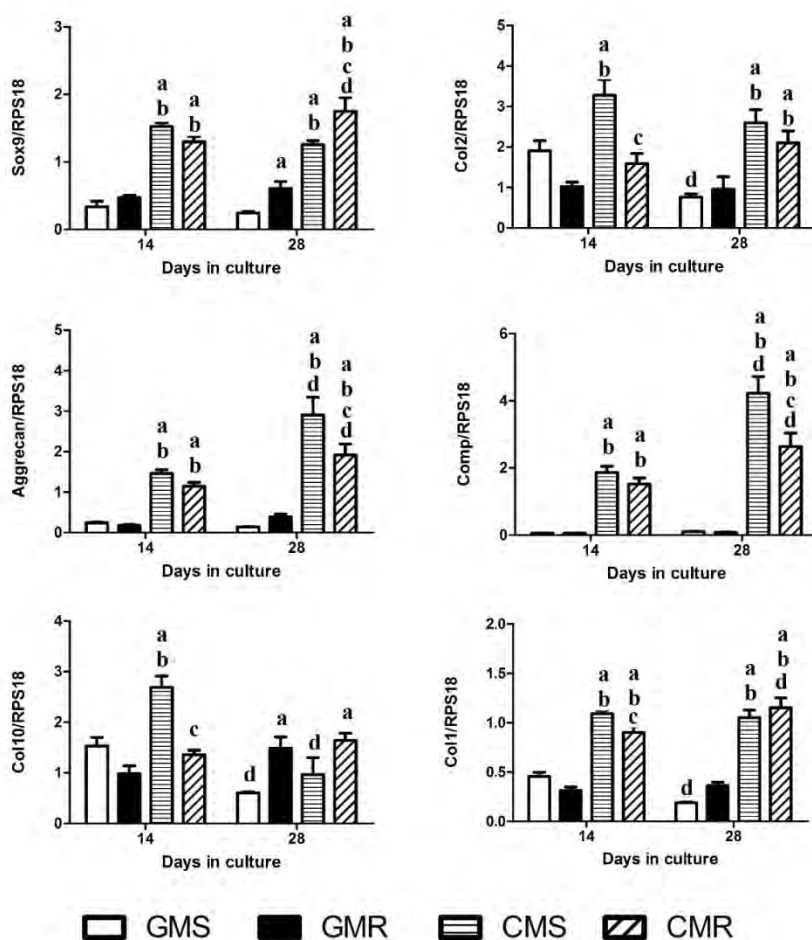 Sox9/RPS18
3
2
1
0
a
b
a
b
a
a
b
a
b
c
d
14
28
Days in culture
Col2/RPS18
5
4
3
2
1
0
a
b
c
d
a
b
a
b
14
28
Days in culture
Aggrecan/RPS18
5
4
3
2
1
0
a
b
a
b
a
b
d
a
b
c
d
14
28
Days in culture
Comp/RPS18
6
4
2
0
a
b
a
b
a
b
d
a
b
c
d
14
28
Days in culture
Col10/RPS18
4
3
2
1
0
a
b
c
d
a
d
a
14
28
Days in culture
Col1/RPS18
2.0
1.5
1.0
0.5
0.0
a
b
a
b
c
d
a
b
a
b
d
14
28
Days in culture
GMS GMR CMS CMR